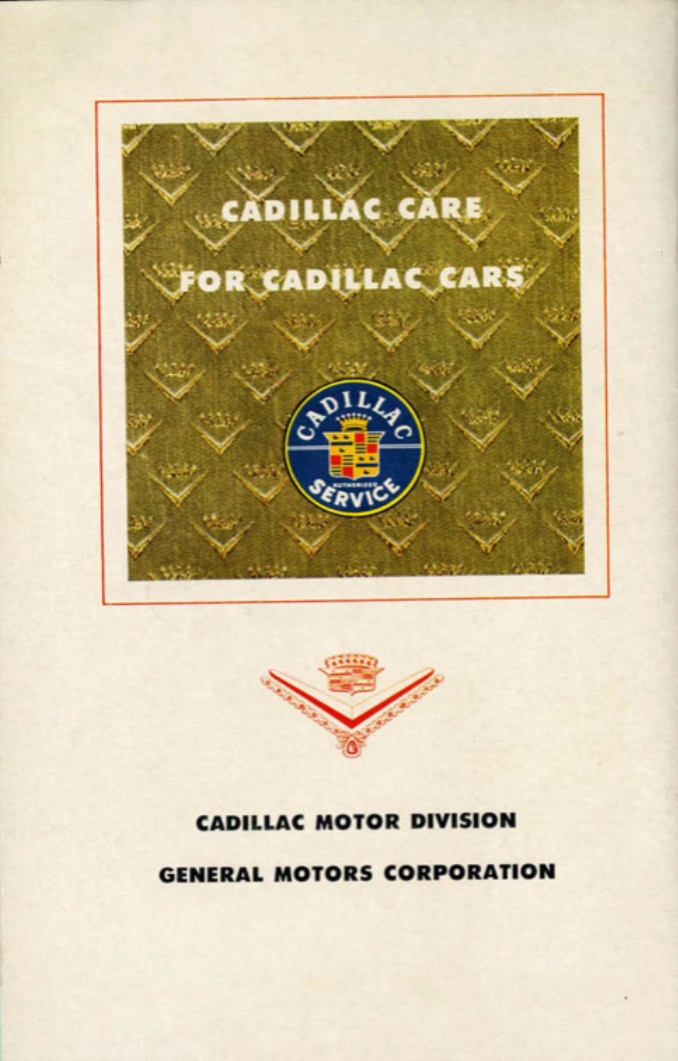 CADILLAC CARE
FOR CADILLAC CARS
CADILLAC
AUTHORIZED
SERVICE
CADILLAC MOTOR DIVISION
GENERAL MOTORS CORPORATION